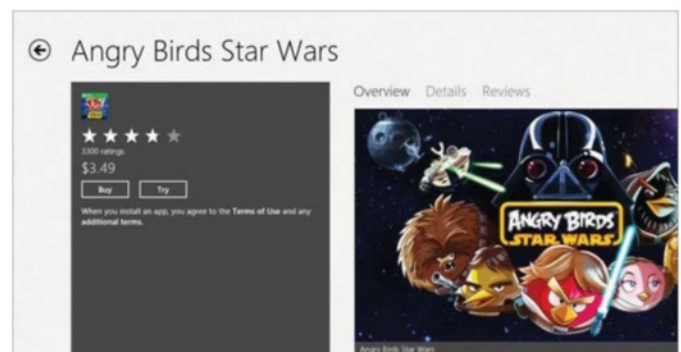 Angry Birds Star Wars
Overview Details Reviews
3300 ratings
$3.49
Buy Try
When you install an app, you agree to the Terms of Use and any
additional terms.
ANGRY BIRDS
STAR WARS
Angry Birds Star Wars